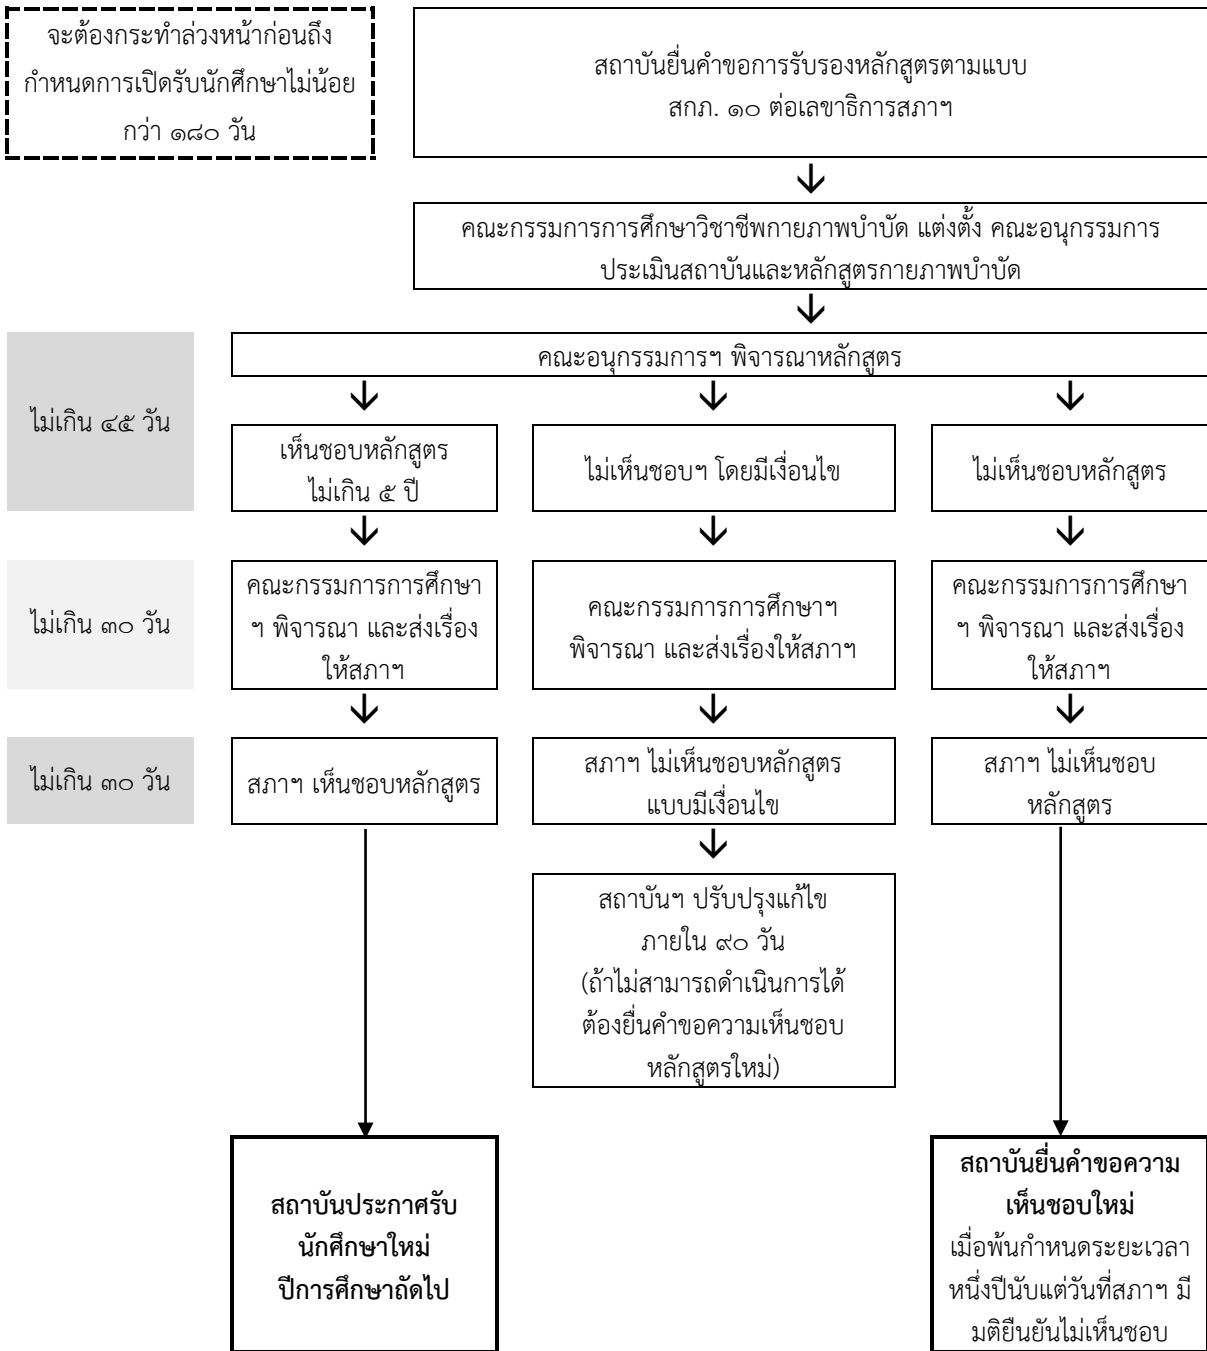 จะต้องกระทำล่วงหน้าก่อนถึง
กำหนดการเปิดรับนักศึกษาไม่น้อย
กว่า ๑๘๐ วัน
สถาบันยื่นคำขอการรับรองหลักสูตรตามแบบ
สกภ. ๑๐ ต่อเลขาธิการสภาฯ
คณะกรรมการการศึกษาวิชาชีพกายภาพบำบัด แต่งตั้ง คณะอนุกรรมการ
ประเมินสถาบันและหลักสูตรกายภาพบำบัด
คณะอนุกรรมการฯ พิจารณาหลักสูตร
ไม่เกิน ๔๕ วัน
เห็นชอบหลักสูตร
ไม่เกิน ๕ ปี
ไม่เห็นชอบฯ โดยมีเงื่อนไข
ไม่เห็นชอบหลักสูตร
ไม่เกิน ๓๐ วัน
คณะกรรมการการศึกษา
ฯ พิจารณา และส่งเรื่อง
ให้สภาฯ
คณะกรรมการการศึกษาฯ
พิจารณา และส่งเรื่องให้สภาฯ
คณะกรรมการการศึกษา
ฯ พิจารณา และส่งเรื่อง
ให้สภาฯ
ไม่เกิน ๓๐ วัน
สภาฯ เห็นชอบหลักสูตร
สภาฯ ไม่เห็นชอบหลักสูตร
แบบมีเงื่อนไข
สภาฯ ไม่เห็นชอบ
หลักสูตร
สถาบันฯ ปรับปรุงแก้ไข
ภายใน ๙๐ วัน
(ถ้าไม่สามารถดำเนินการได้
ต้องยื่นคำขอความเห็นชอบ
หลักสูตรใหม่)
สถาบันประกาศรับ
นักศึกษาใหม่
ปีการศึกษาถัดไป
สถาบันยื่นคำขอความ
เห็นชอบใหม่
เมื่อพ้นกำหนดระยะเวลา
หนึ่งปีนับแต่วันที่สภาฯ มี
มติยืนยันไม่เห็นชอบ